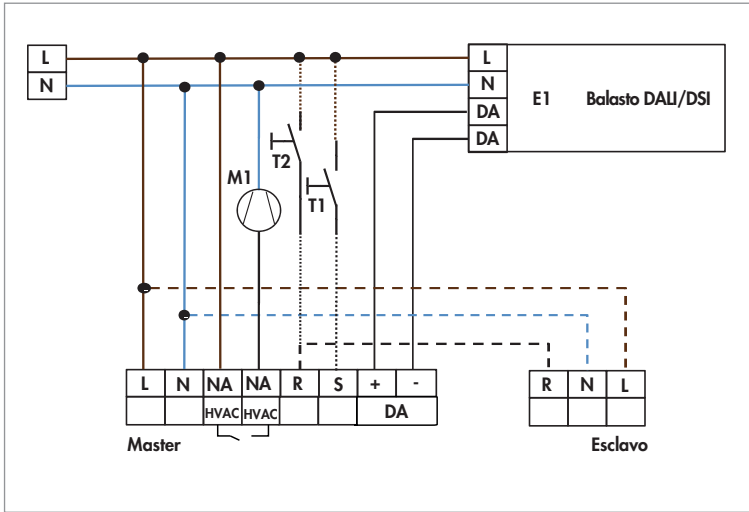 L
N
L
N
DA
DA
E1 Balasto DALI/DSI
T2
M1
T1
L N NA NA R S + -
HVAC HVAC DA
R N L
Master
Esclavo